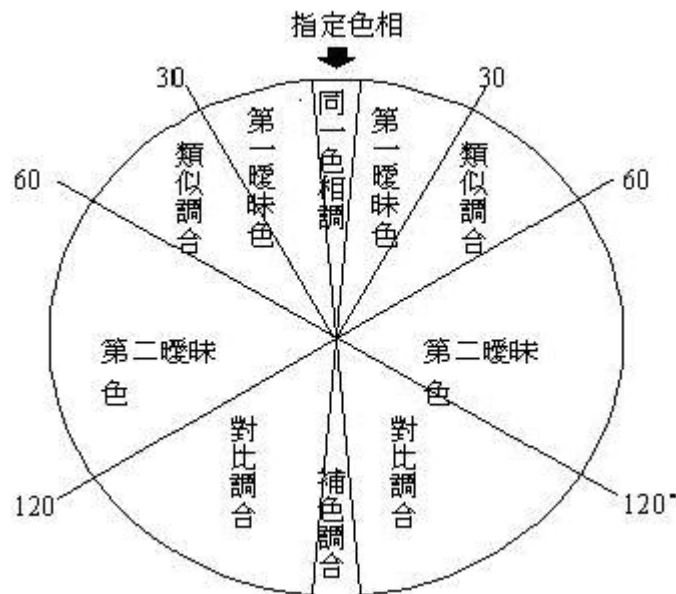 指定色相
30
30
60
60
類似調合
第一曖昧色
同一色相調
第一曖昧色
類似調合
第二曖昧
色
第二曖昧
色
對比調合
補色調合
對比調合
120
120°